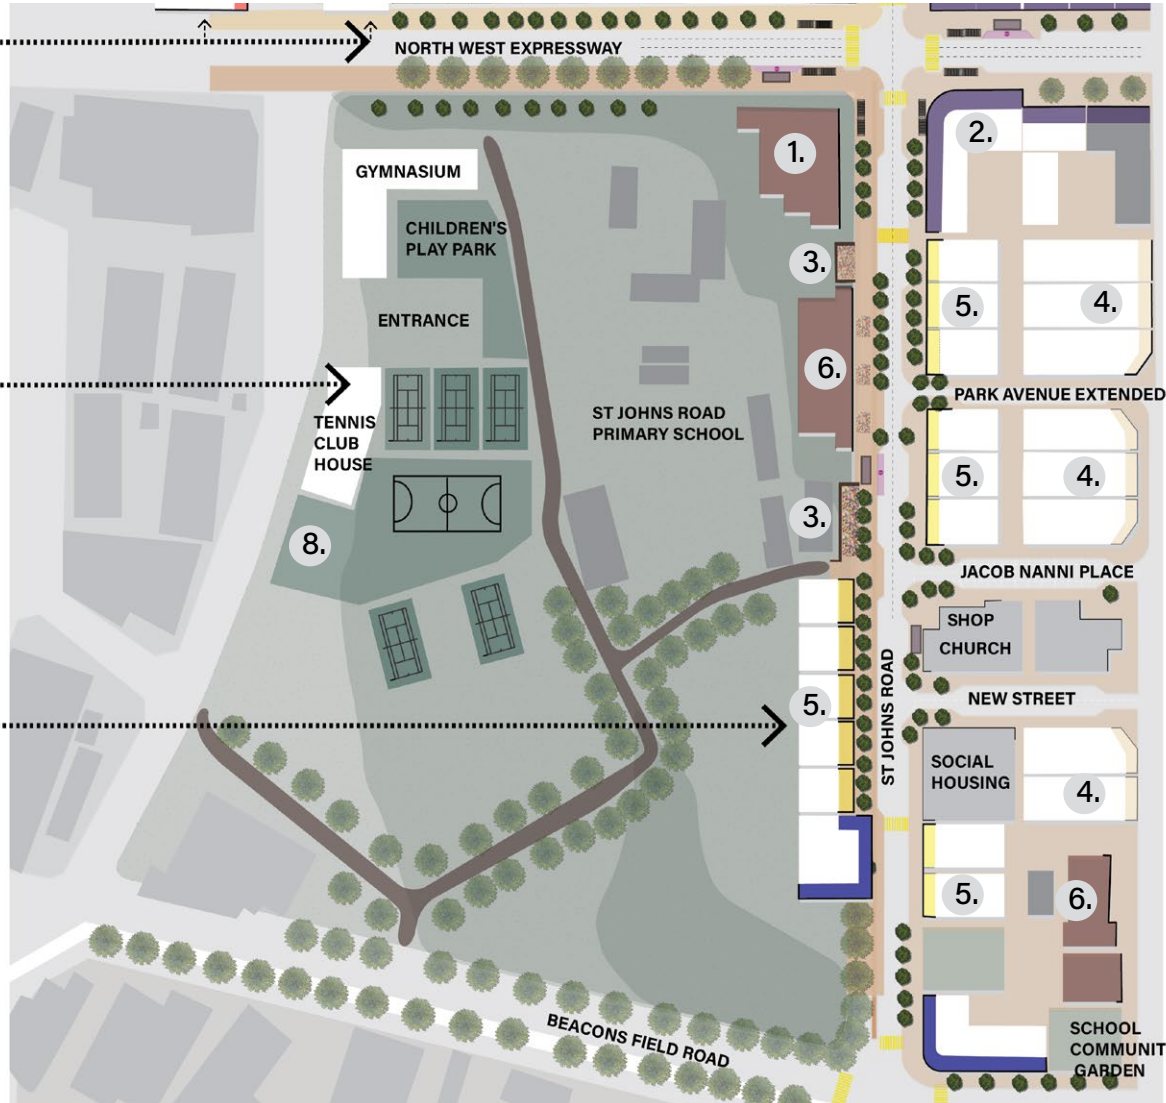 NORTH WEST EXPRESSWAY
1.
2.
GYMNASIUM
CHILDREN'S
PLAY PARK
3.
5.
4.
ENTRANCE
6.
PARK AVENUE EXTENDED
TENNIS
CLUB
HOUSE
ST JOHNS ROAD
PRIMARY SCHOOL
5.
4.
3.
8.
JACOB NANNI PLACE
SHOP
CHURCH
ST JOHNS ROAD
NEW STREET
5.
SOCIAL
HOUSING
4.
5.
6.
BEACONS FIELD ROAD
SCHOOL
COMMUNIT
GARDEN